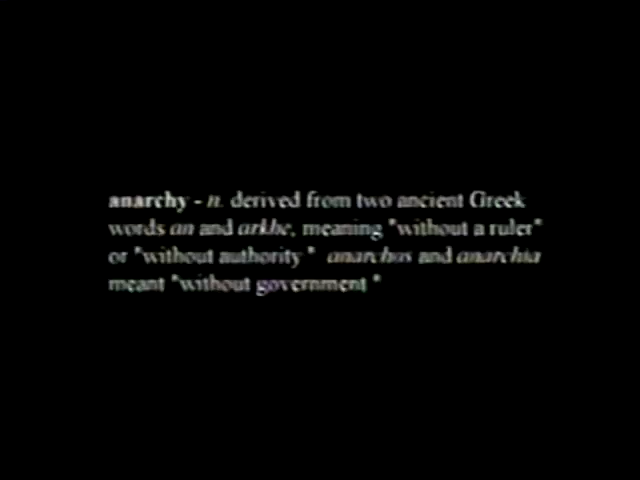 anarchy - n. derived from two ancient Greek
words an and arkhe, meaning "without a ruler"
or "without authority " anarchos and anarchia
meant "without government "